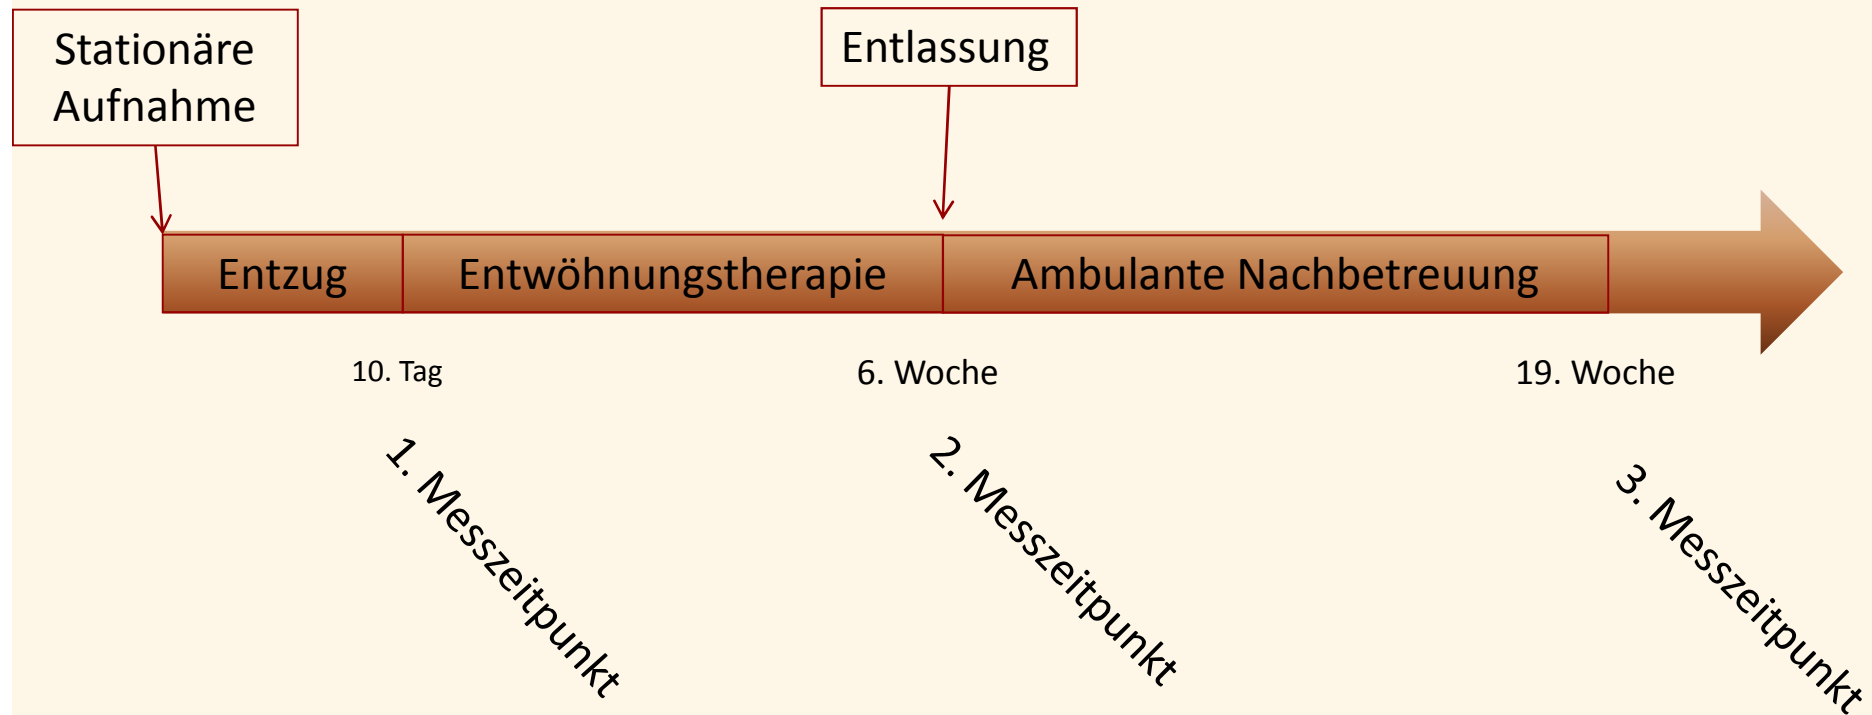 Stationäre
Aufnahme
Entlassung
Entzug
Entwöhnungstherapie
Ambulante Nachbetreuung
10. Tag
6. Woche
19. Woche
1. Messzeitpunkt
2. Messzeitpunkt
3. Messzeitpunkt